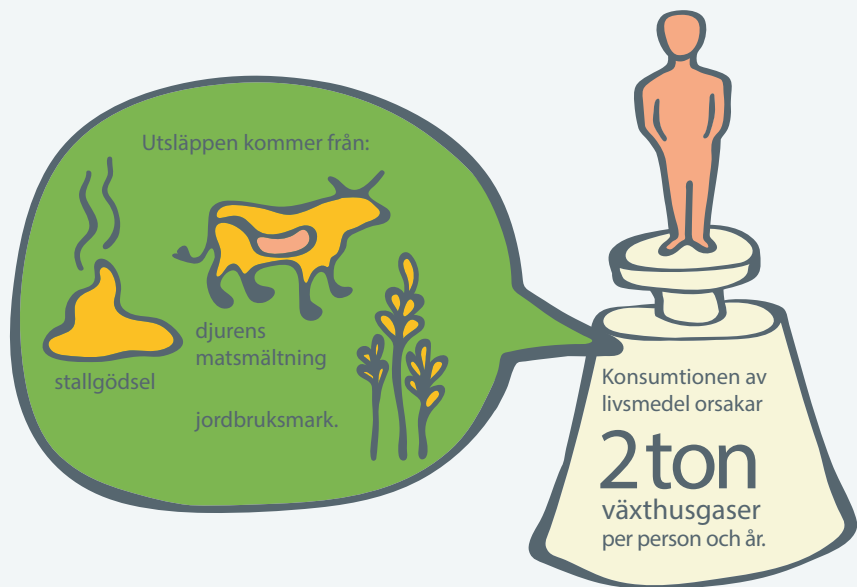 Utsläppen kommer från:
stallgödsel
djurens
matsmältning
jordbruksmark.
Konsumtionen av
livsmedel orsakar
2 ton
växthusgaser
per person och år.